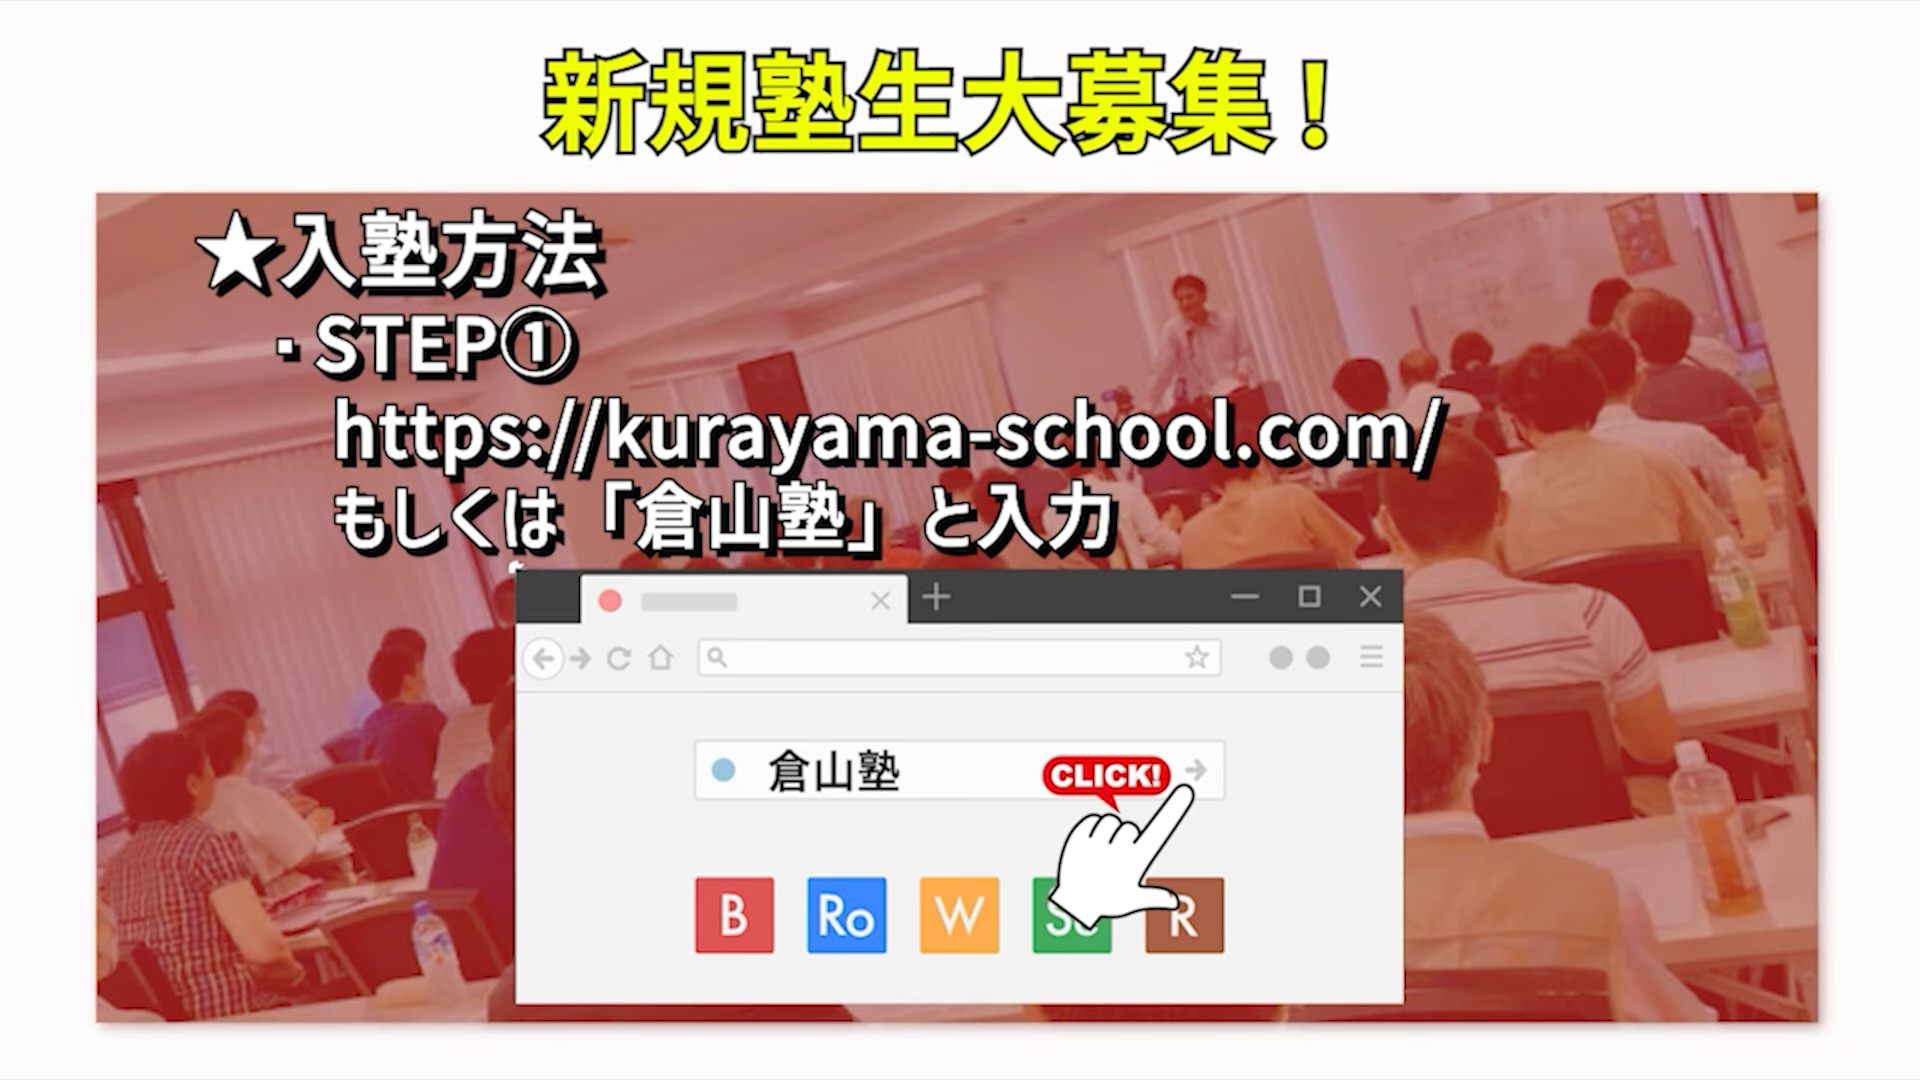 新規塾生大募集！
★入塾方法
・STEP①
https://kurayama-school.com/
もしくは「倉山塾」と入力
倉山塾
CLICK!
B
Ro
W
R